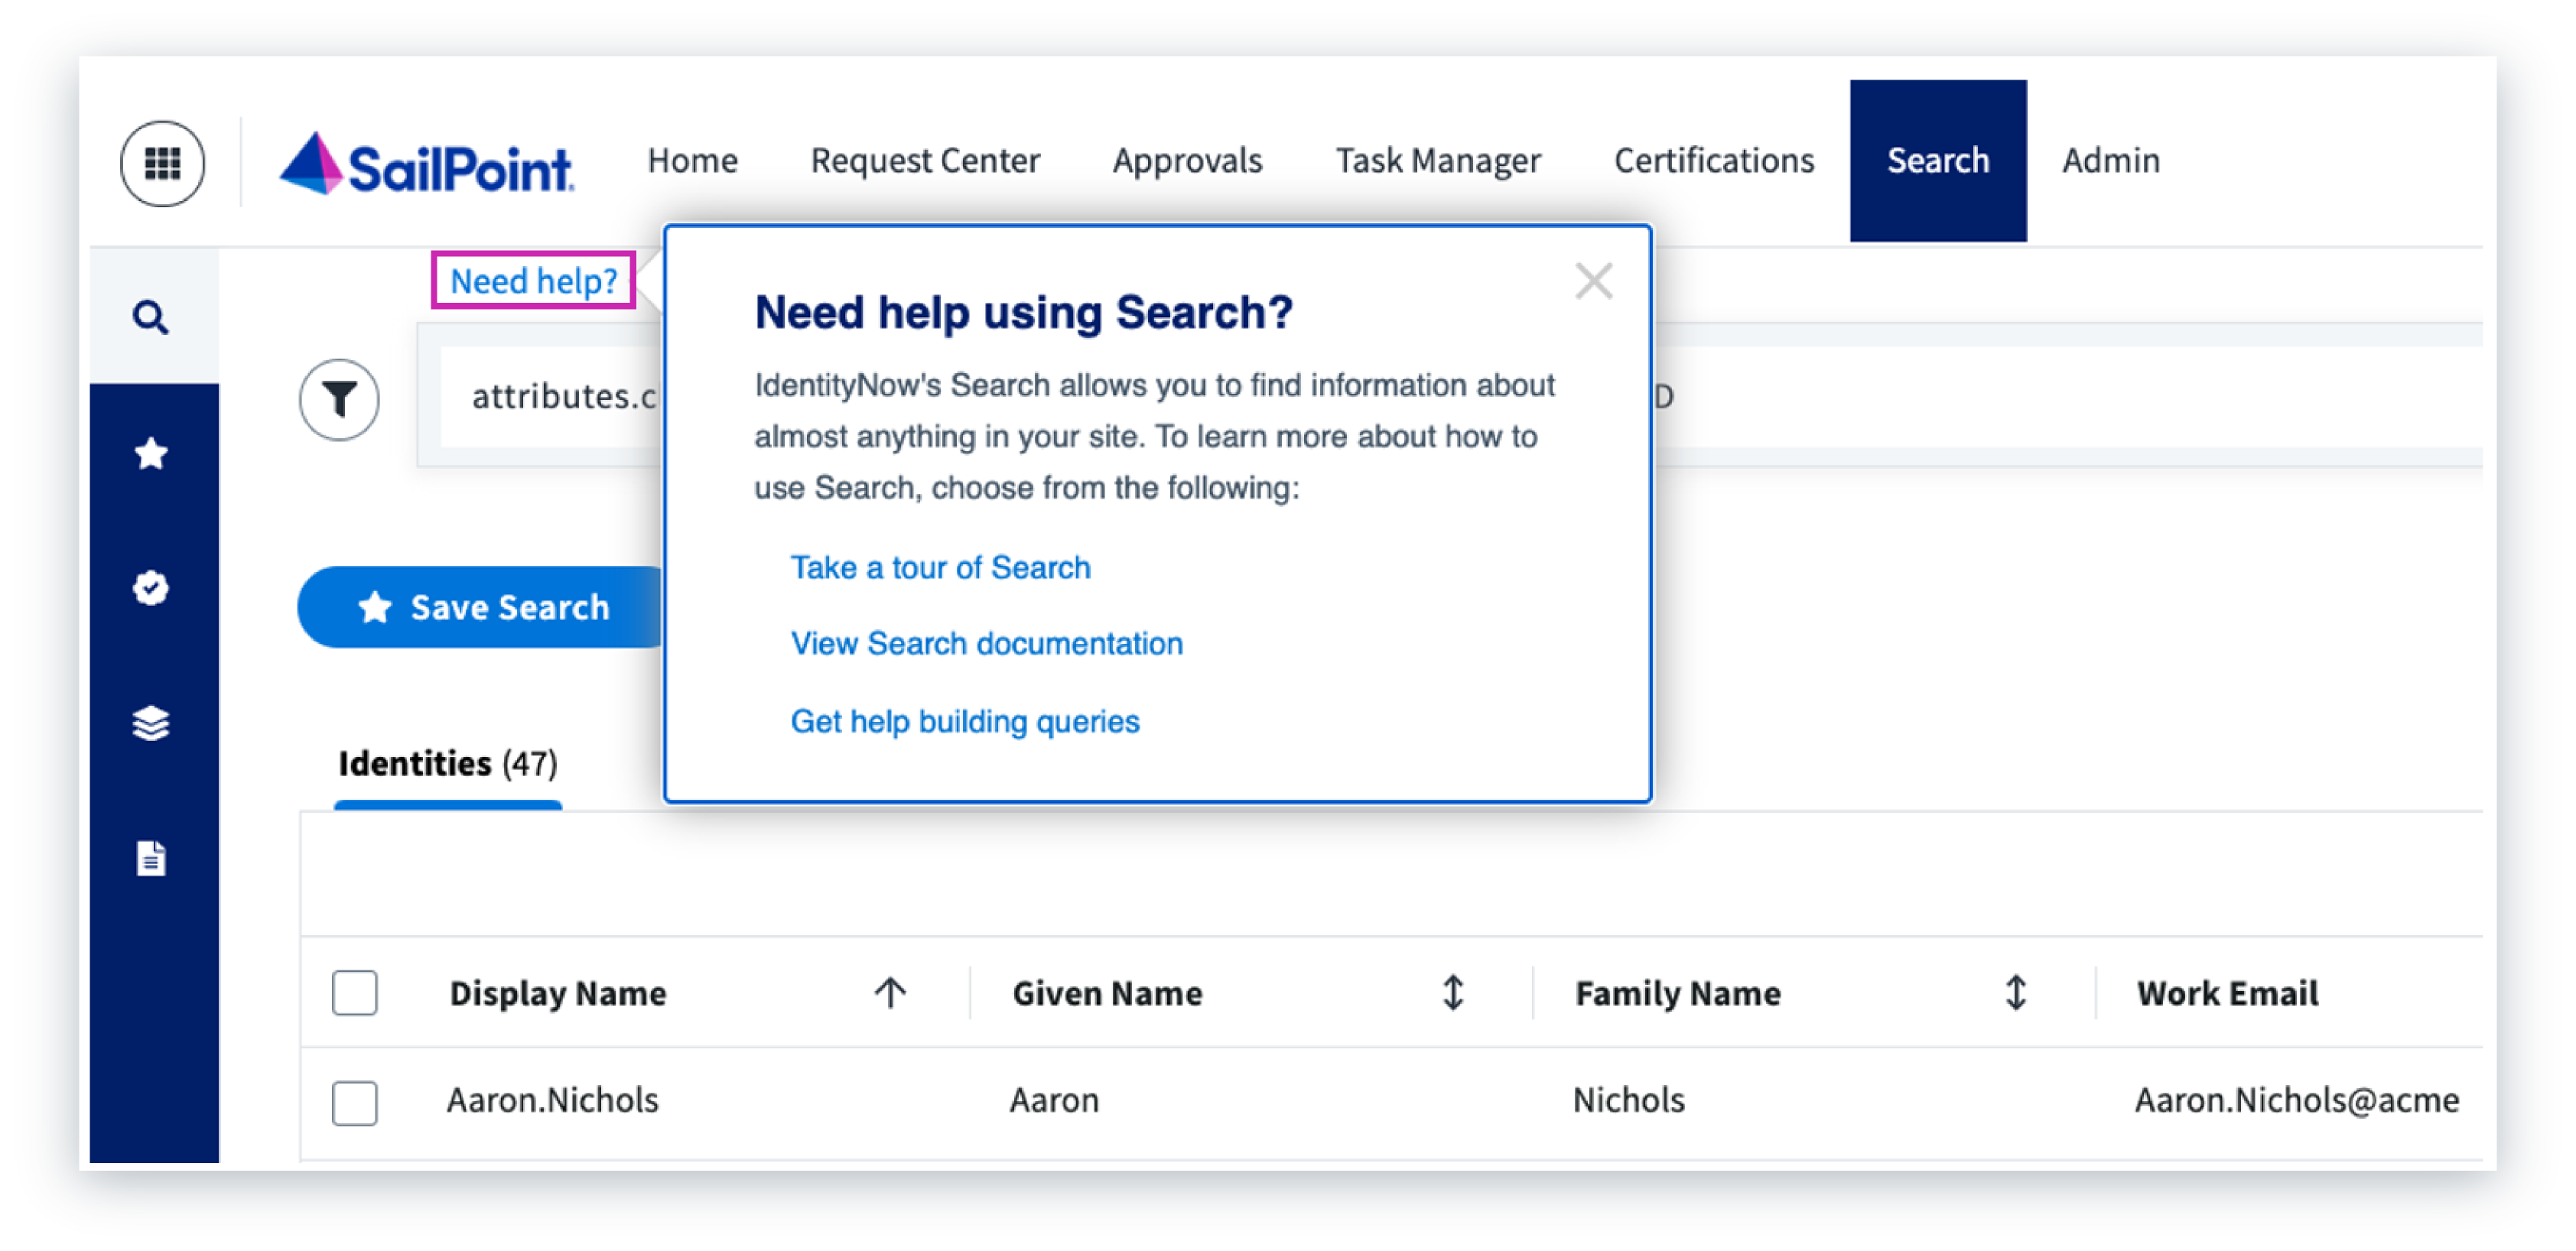 SailPoint Home Request Center Approvals Task Manager Certifications Search Admin
Need help?
Need help using Search?
IdentityNow's Search allows you to find information about
almost anything in your site. To learn more about how to
use Search, choose from the following:
Take a tour of Search
View Search documentation
Get help building queries
attributes.c D
Save Search
Identities (47)
Display Name Given Name Family Name Work Email
Aaron.Nichols Aaron Nichols Aaron.Nichols@acme